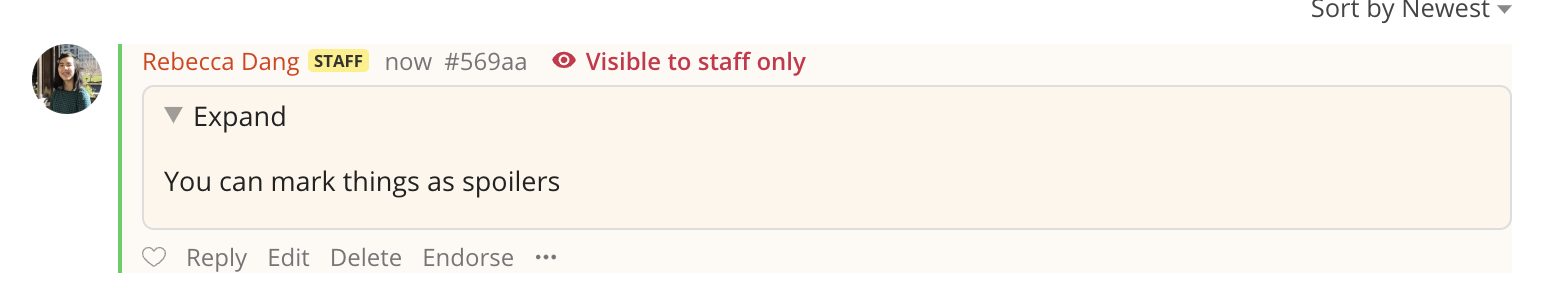 Sort by Newest
Rebecca Dang STAFF now #569aa Visible to staff only
Expand
You can mark things as spoilers
Reply Edit Delete Endorse ···